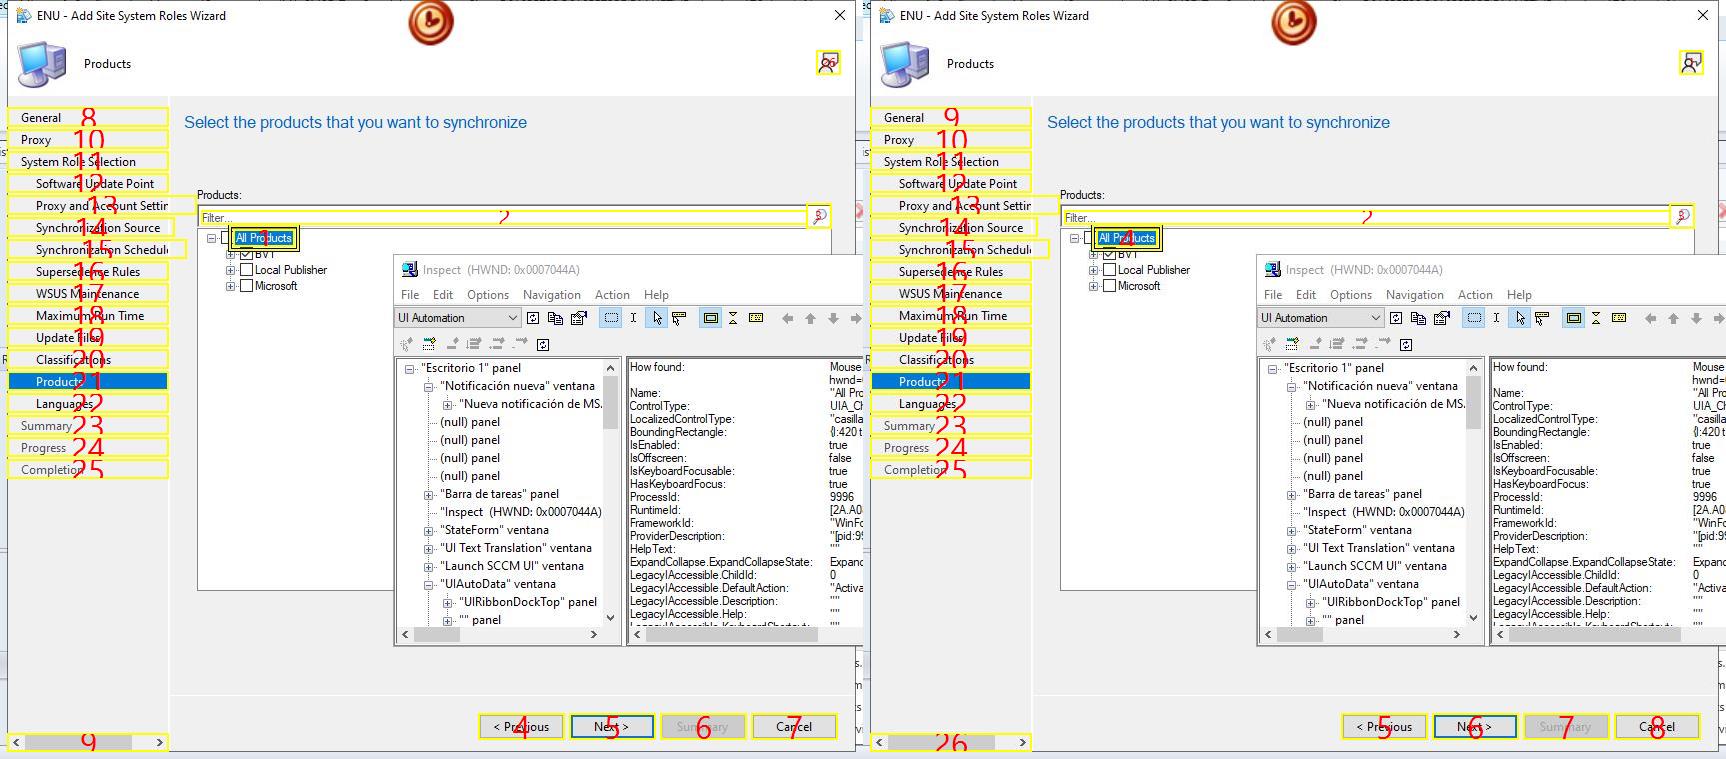 ENU - Add Site System Roles Wizard
Products
General
Proxy
System Role Selection
Software Update Point
Proxy and Account Settin
Synchronization Source
Synchronization Schedule
Supersedence Rules
WSUS Maintenance
Maximum Run Time
Update Files
Classifications
Products
Languages
Summary
Progress
Completion
8
10
11
12
13
14
15
16
17
18
19
20
21
22
23
24
25
9
Select the products that you want to synchronize
Products:
Filter...
2
3
All Products
1
BVT
Local Publisher
Microsoft
Inspect (HWND: 0x0007044A)
File Edit Options Navigation Action Help
UI Automation
"Escritorio 1" panel
"Notificación nueva" ventana
"Nueva notificación de MS.
(null) panel
(null) panel
(null) panel
(null) panel
"Barra de tareas" panel
"Inspect (HWND: 0x0007044A)
"StateForm" ventana
"UI Text Translation" ventana
"Launch SCCM UI" ventana
"UIAutoData" ventana
"UIRibbonDockTop" panel
"" panel
How found: Mouse
hwnd=
Name: "All Pro
ControlType: UIA_Ch
LocalizedControlType: "casilla
BoundingRectangle: {l:420 t
IsEnabled: true
IsOffscreen: false
IsKeyboardFocusable: true
HasKeyboardFocus: true
ProcessId: 9996
RuntimeId: [2A.A0
FrameworkId: "WinFo
ProviderDescription: "[pid:99
HelpText: ""
ExpandCollapse.ExpandCollapseState: Expand
LegacyIAccessible.ChildId: 0
LegacyIAccessible.DefaultAction: "Activa
LegacyIAccessible.Description: ""
LegacyIAccessible.Help: ""
< Previous Next > Summary Cancel
4 5 6 7
ENU - Add Site System Roles Wizard
Products
General
Proxy
System Role Selection
Software Update Point
Proxy and Account Settin
Synchronization Source
Synchronization Schedule
Supersedence Rules
WSUS Maintenance
Maximum Run Time
Update Files
Classifications
Products
Languages
Summary
Progress
Completion
9
10
11
12
13
14
15
16
17
18
19
20
21
22
23
24
25
26
Select the products that you want to synchronize
Products:
Filter...
2
3
All Products
4
BVT
Local Publisher
Microsoft
Inspect (HWND: 0x0007044A)
File Edit Options Navigation Action Help
UI Automation
"Escritorio 1" panel
"Notificación nueva" ventana
"Nueva notificación de MS.
(null) panel
(null) panel
(null) panel
(null) panel
"Barra de tareas" panel
"Inspect (HWND: 0x0007044A)
"StateForm" ventana
"UI Text Translation" ventana
"Launch SCCM UI" ventana
"UIAutoData" ventana
"UIRibbonDockTop" panel
"" panel
How found: Mouse
hwnd=
Name: "All Pro
ControlType: UIA_Ch
LocalizedControlType: "casilla
BoundingRectangle: {l:420 t
IsEnabled: true
IsOffscreen: false
IsKeyboardFocusable: true
HasKeyboardFocus: true
ProcessId: 9996
RuntimeId: [2A.A0
FrameworkId: "WinFo
ProviderDescription: "[pid:99
HelpText: ""
ExpandCollapse.ExpandCollapseState: Expand
LegacyIAccessible.ChildId: 0
LegacyIAccessible.DefaultAction: "Activa
LegacyIAccessible.Description: ""
LegacyIAccessible.Help: ""
< Previous Next > Summary Cancel
5 6 7 8